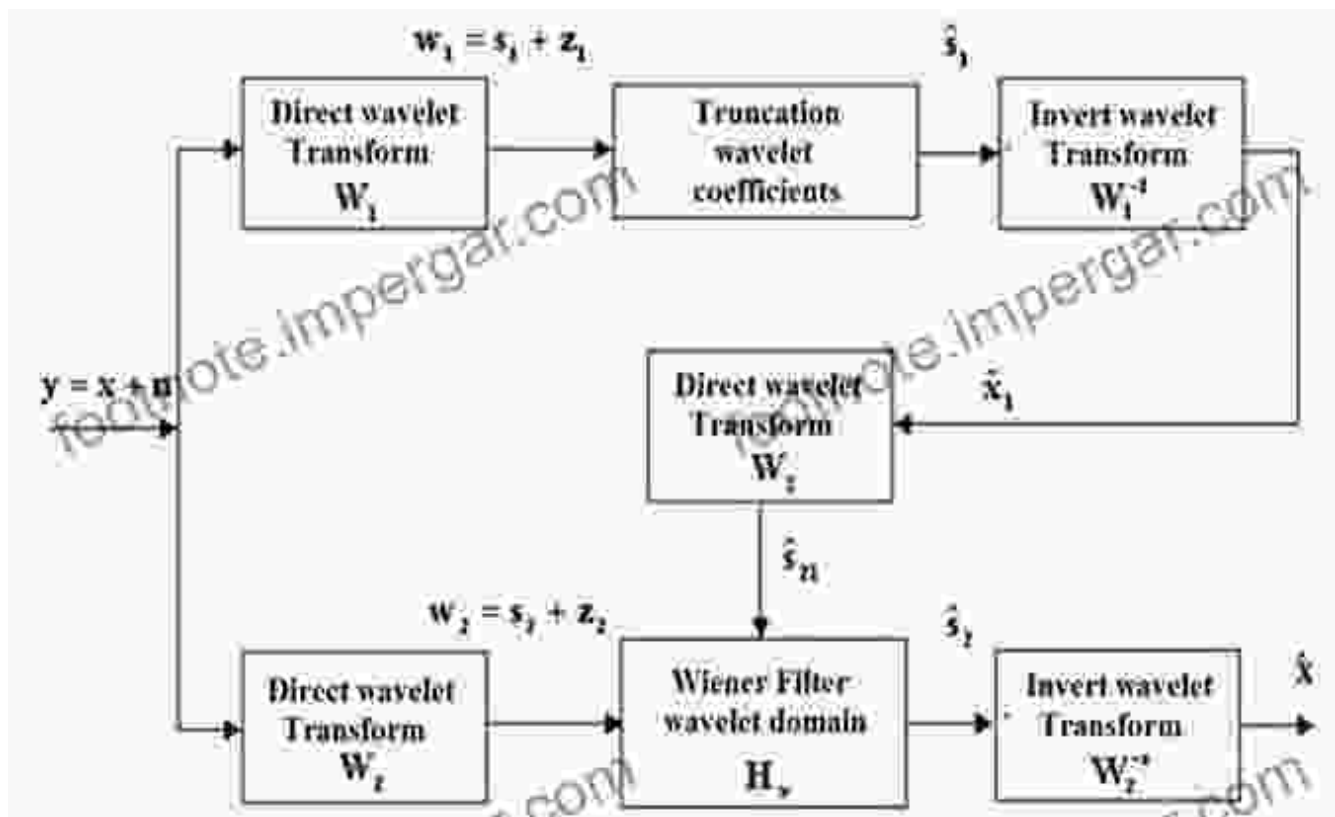 w₁ = s₁ + z₁
ŝ₁
Direct wavelet
Transform
W₁
Truncation
wavelet
coefficients
Invert wavelet
Transform
W₁⁻¹
y = x + n
x̂₁
Direct wavelet
Transform
W₂
ŝ₂₁
w₂ = s₂ + z₂
ŝ₂
Direct wavelet
Transform
W₂
Wiener Filter
wavelet domain
Invert wavelet
Transform
W₂⁻¹
x̂
footnote.impergar.com
footnote.impergar.com